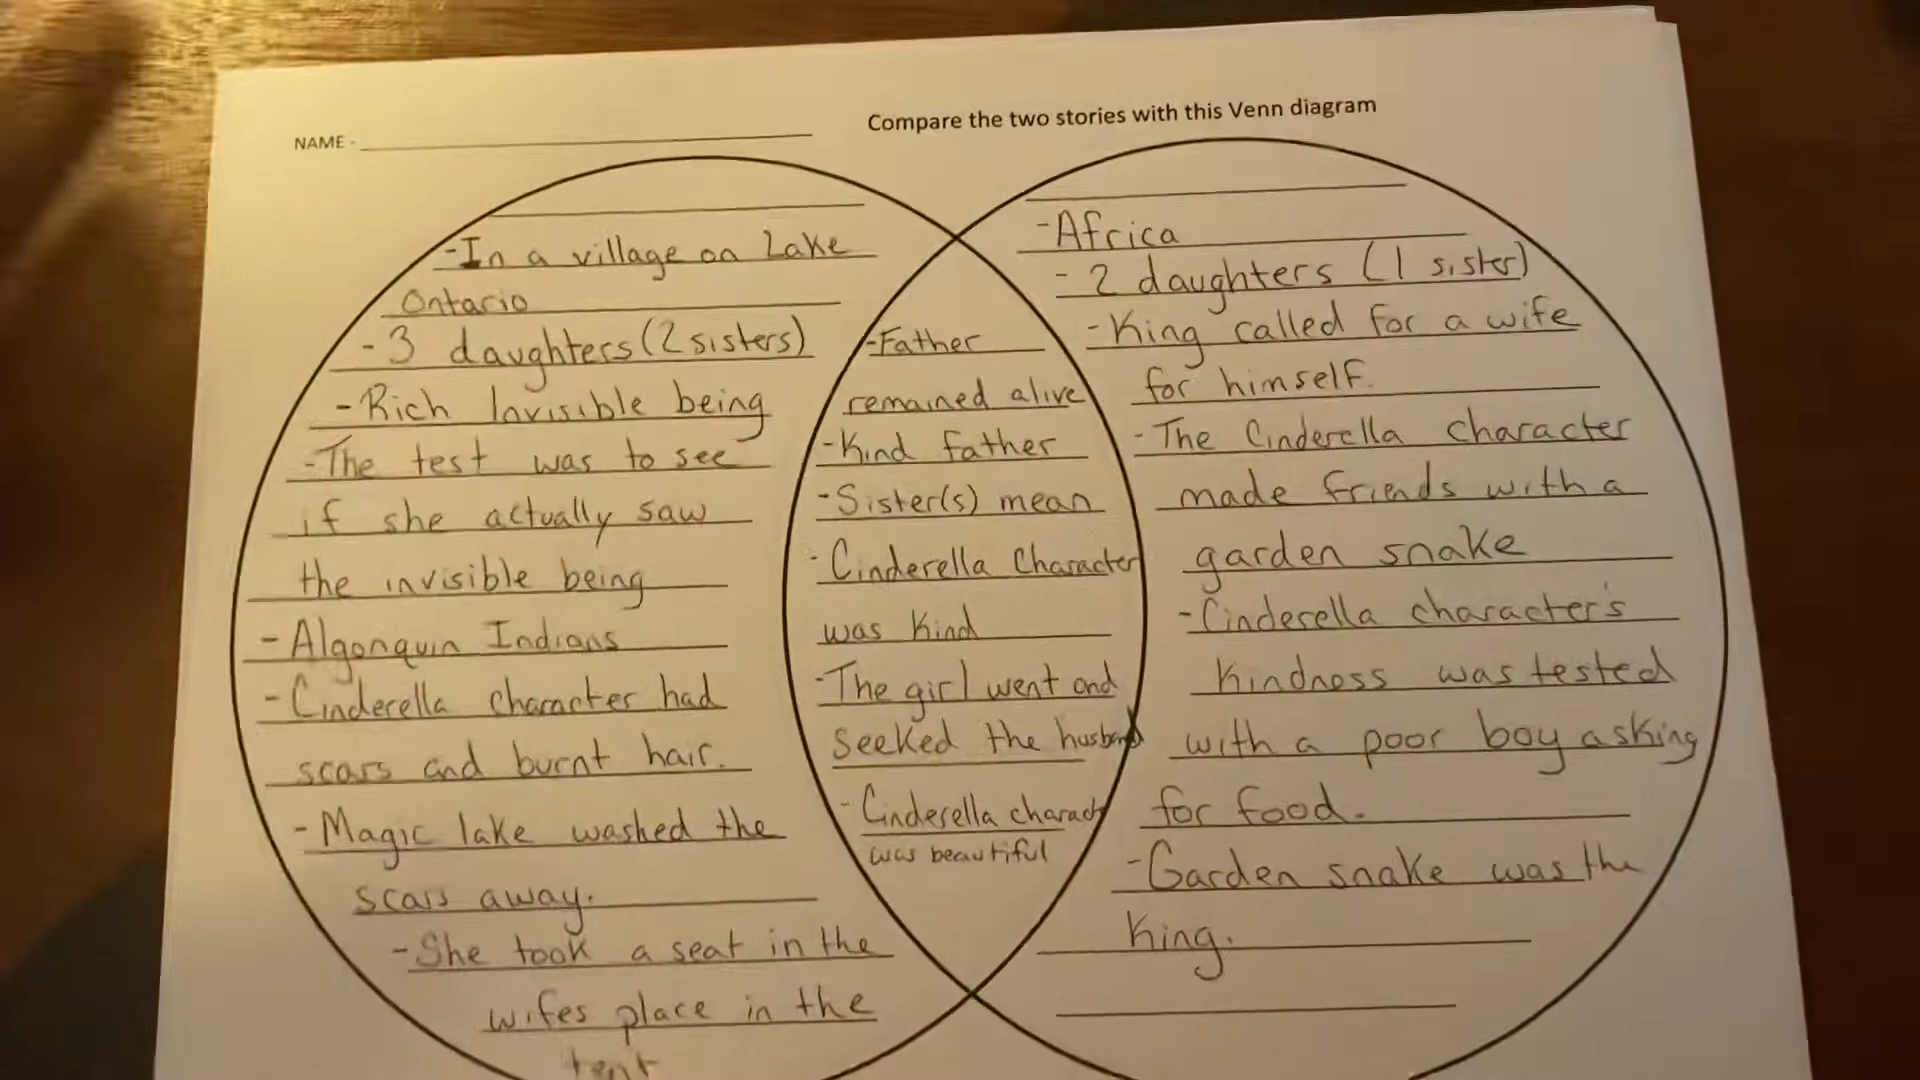 NAME -
Compare the two stories with this Venn diagram
-In a village on Lake
Ontario
-3 daughters (2 sisters)
-Rich Invisible being
-The test was to see
if she actually saw
the invisible being
-Algonquin Indians
-Cinderella character had
scars and burnt hair.
-Magic lake washed the
scars away.
-She took a seat in the
wifes place in the
tent
-Father
remained alive
-Kind father
-Sister(s) mean
-Cinderella Character
was Kind
-The girl went and
seeked the husband
-Cinderella charact
was beautiful
-Africa
-2 daughters (1 sister)
-King called for a wife
for himself.
-The Cinderella character
made friends with a
garden snake
-Cinderella character's
Kindness was tested
with a poor boy asking
for food.
-Garden snake was the
King.